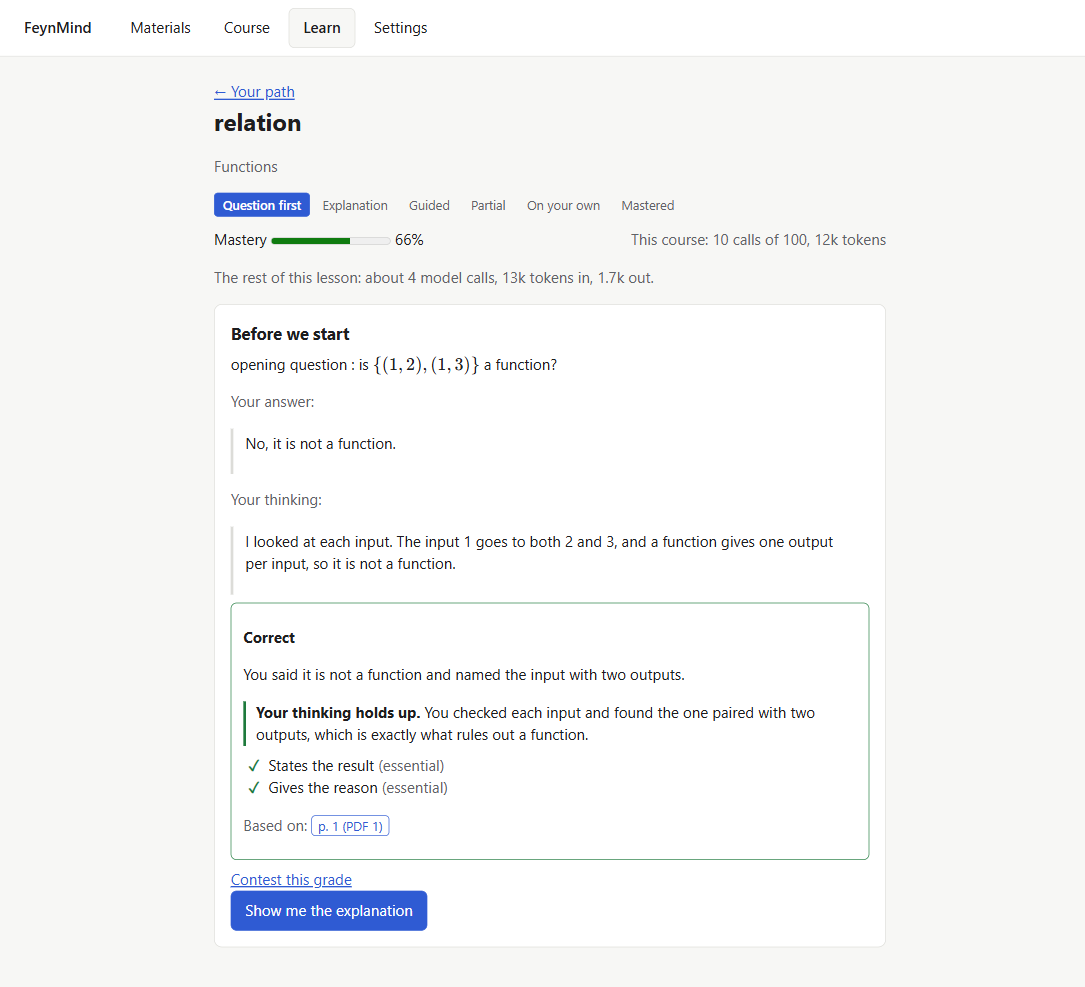 FeynMind Materials Course Learn Settings
← Your path
relation
Functions
Question first Explanation Guided Partial On your own Mastered
Mastery 66% This course: 10 calls of 100, 12k tokens
The rest of this lesson: about 4 model calls, 13k tokens in, 1.7k out.
Before we start
opening question : is {(1, 2), (1, 3)} a function?
Your answer:
No, it is not a function.
Your thinking:
I looked at each input. The input 1 goes to both 2 and 3, and a function gives one output
per input, so it is not a function.
Correct
You said it is not a function and named the input with two outputs.
Your thinking holds up. You checked each input and found the one paired with two
outputs, which is exactly what rules out a function.
✓ States the result (essential)
✓ Gives the reason (essential)
Based on: p. 1 (PDF 1)
Contest this grade
Show me the explanation